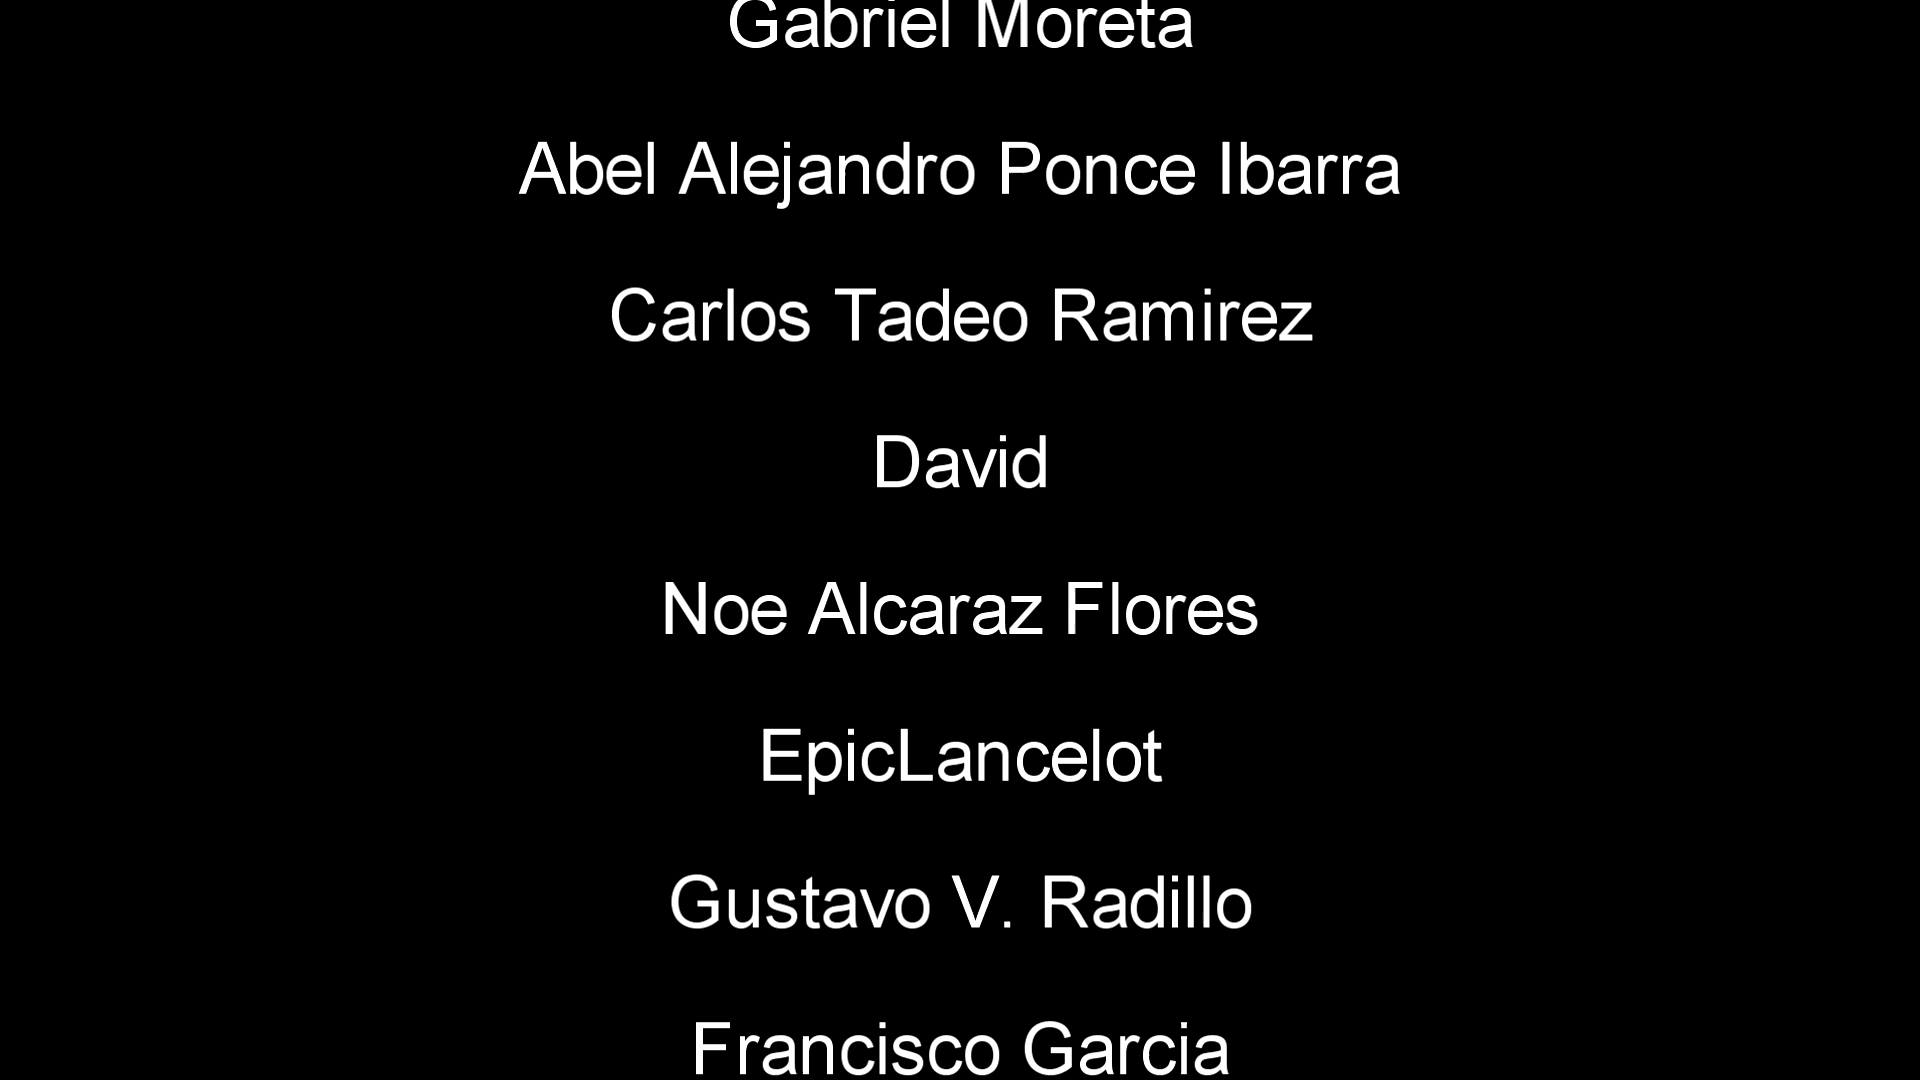 Gabriel Moreta
Abel Alejandro Ponce Ibarra
Carlos Tadeo Ramirez
David
Noe Alcaraz Flores
EpicLancelot
Gustavo V. Radillo
Francisco Garcia